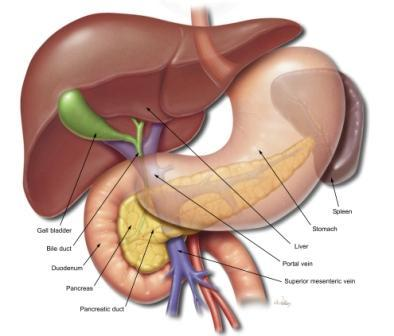 Gall bladder
Bile duct
Duodenum
Pancreas
Pancreatic duct
Spleen
Stomach
Liver
Portal vein
Superior mesenteric vein